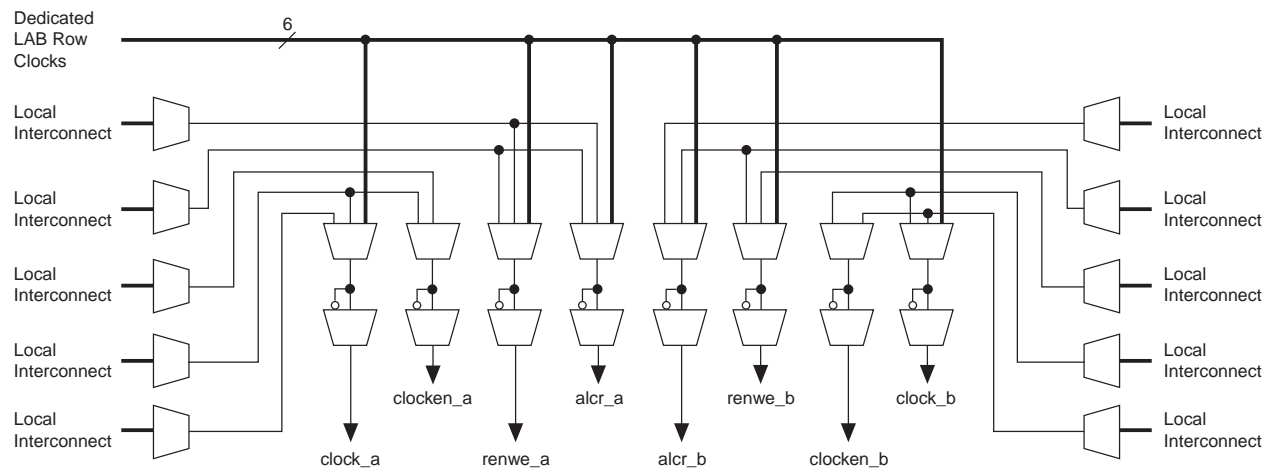 Dedicated
LAB Row
Clocks
6
Local
Interconnect
Local
Interconnect
Local
Interconnect
Local
Interconnect
Local
Interconnect
Local
Interconnect
Local
Interconnect
Local
Interconnect
Local
Interconnect
Local
Interconnect
clocken_a
alcr_a
renwe_b
clock_b
clock_a
renwe_a
alcr_b
clocken_b